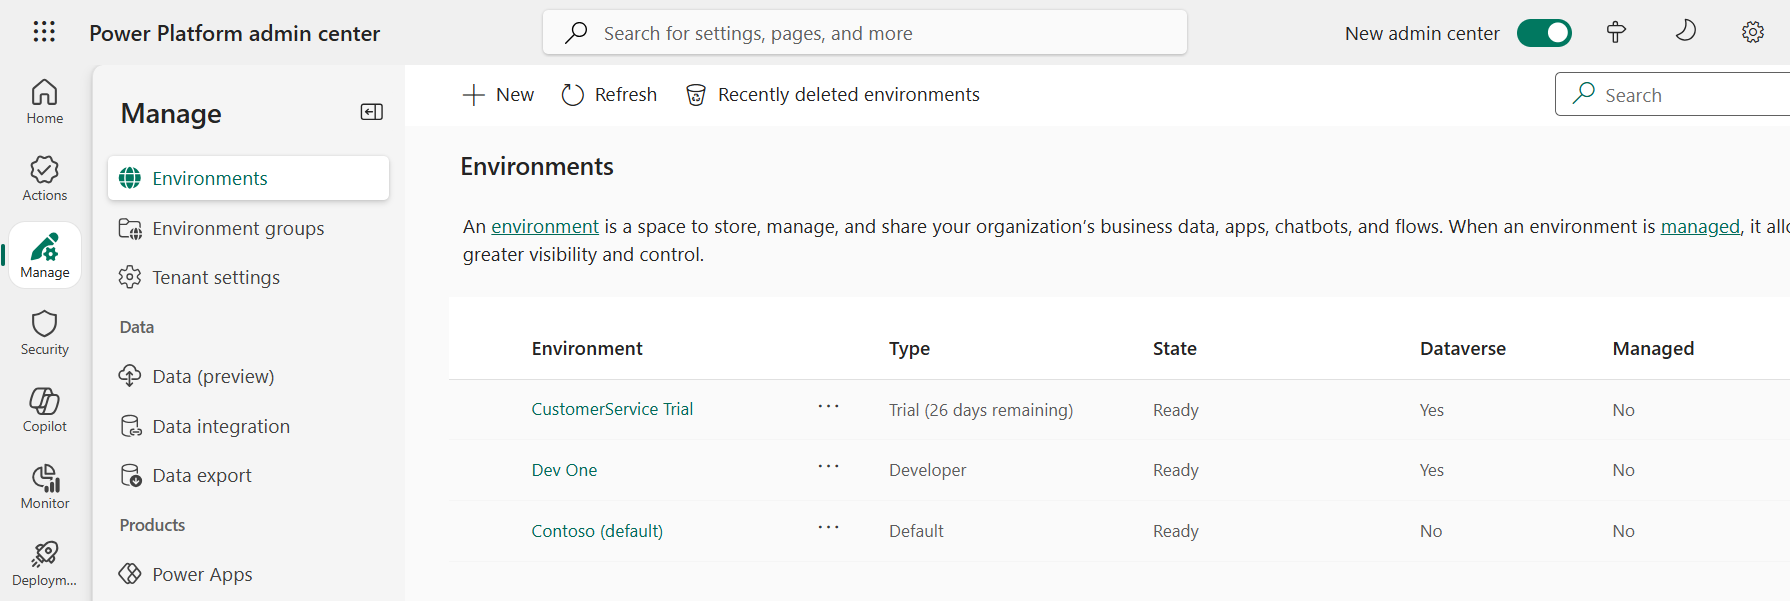 Power Platform admin center
Search for settings, pages, and more
New admin center
Home
Actions
Manage
Security
Copilot
Monitor
Deploym...
Manage
Environments
Environment groups
Tenant settings
Data
Data (preview)
Data integration
Data export
Products
Power Apps
New Refresh Recently deleted environments Search
Environments
An environment is a space to store, manage, and share your organization's business data, apps, chatbots, and flows. When an environment is managed, it
greater visibility and control.
Environment Type State Dataverse Managed
CustomerService Trial ... Trial (26 days remaining) Ready Yes No
Dev One ... Developer Ready Yes No
Contoso (default) ... Default Ready No No